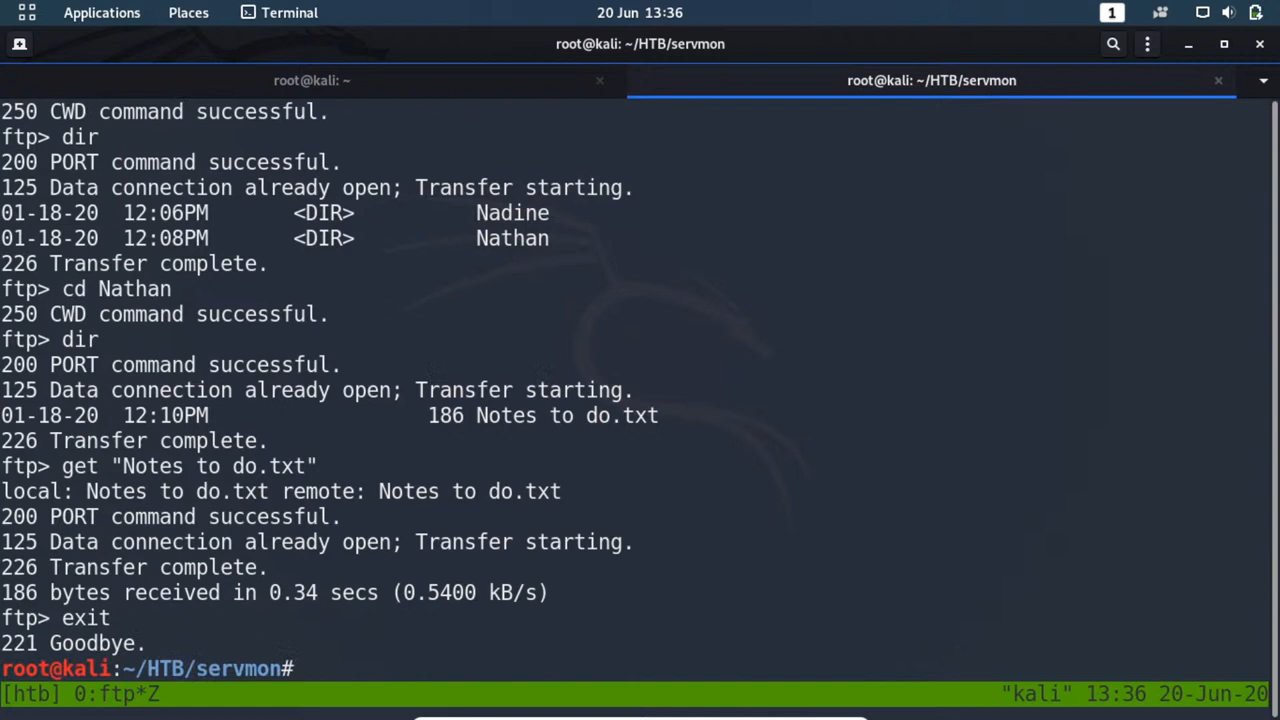 Applications Places Terminal 20 Jun 13:36 1
root@kali: ~/HTB/servmon
root@kali: ~ root@kali: ~/HTB/servmon
250 CWD command successful.
ftp> dir
200 PORT command successful.
125 Data connection already open; Transfer starting.
01-18-20  12:06PM       <DIR>          Nadine
01-18-20  12:08PM       <DIR>          Nathan
226 Transfer complete.
ftp> cd Nathan
250 CWD command successful.
ftp> dir
200 PORT command successful.
125 Data connection already open; Transfer starting.
01-18-20  12:10PM                  186 Notes to do.txt
226 Transfer complete.
ftp> get "Notes to do.txt"
local: Notes to do.txt remote: Notes to do.txt
200 PORT command successful.
125 Data connection already open; Transfer starting.
226 Transfer complete.
186 bytes received in 0.34 secs (0.5400 kB/s)
ftp> exit
221 Goodbye.
root@kali:~/HTB/servmon#
[htb] 0:ftp*Z "kali" 13:36 20-Jun-20